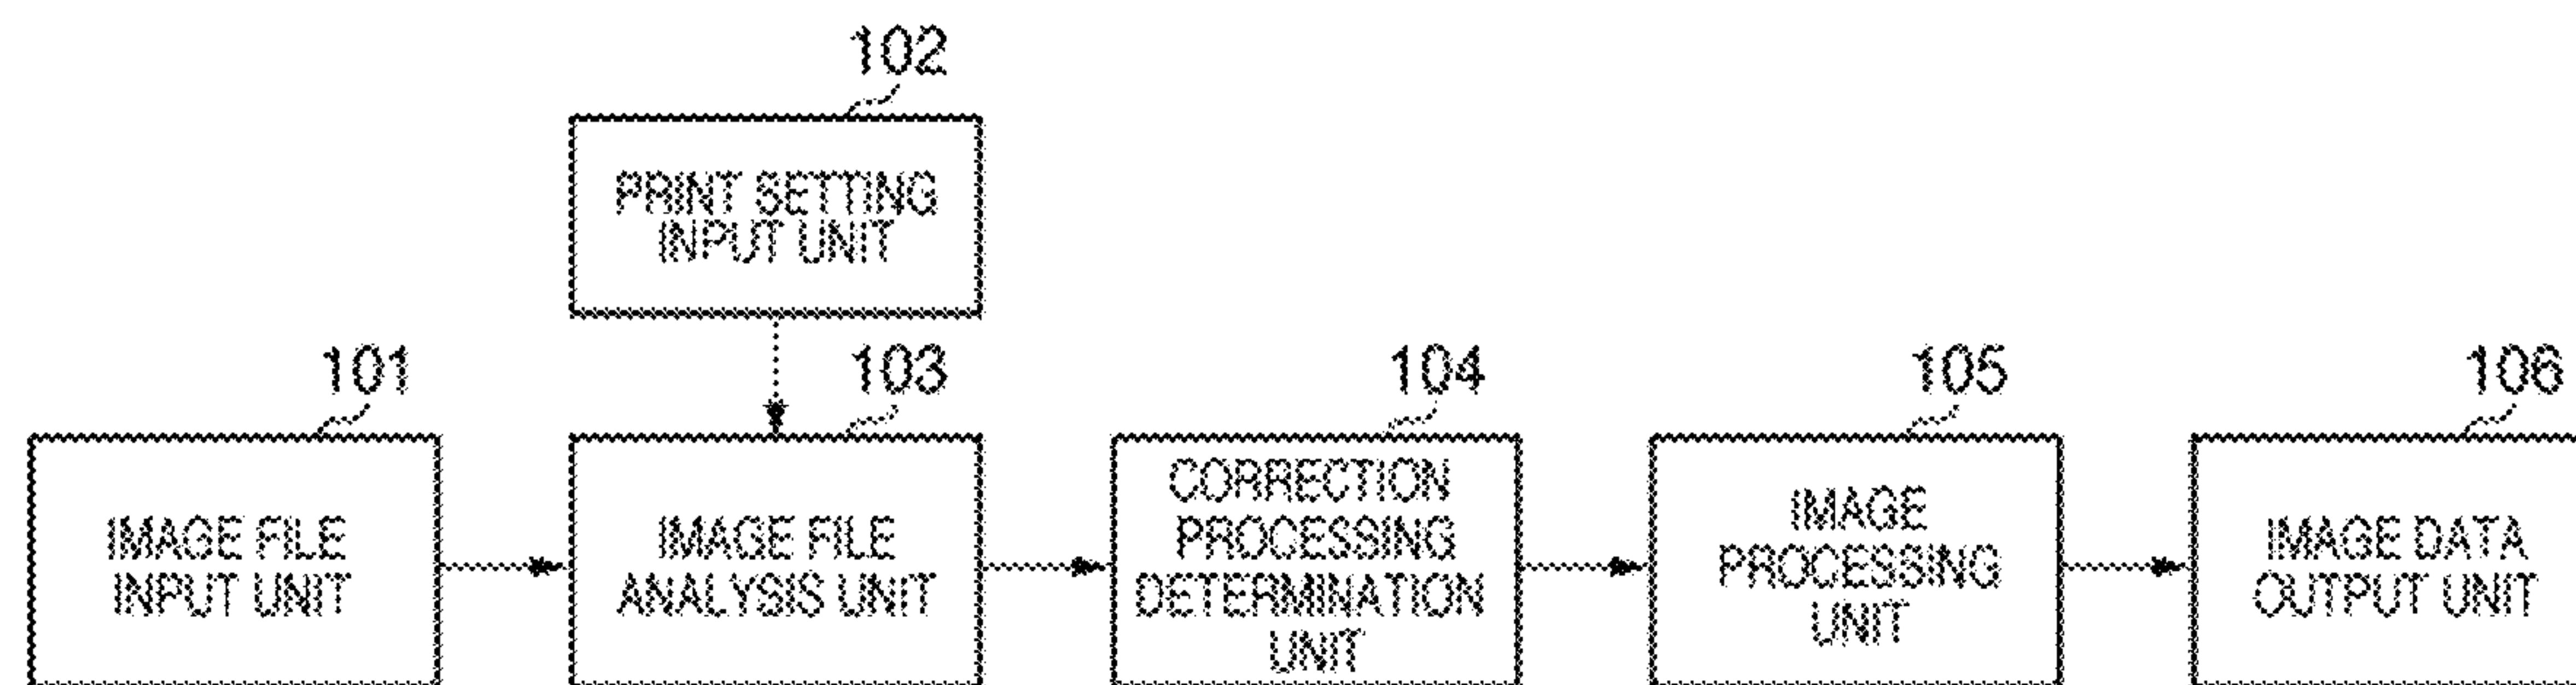 102
PRINT SETTING
INPUT UNIT
101
103
104
105
106
IMAGE FILE
INPUT UNIT
IMAGE FILE
ANALYSIS UNIT
CORRECTION
PROCESSING
DETERMINATION
UNIT
IMAGE
PROCESSING
UNIT
IMAGE DATA
OUTPUT UNIT